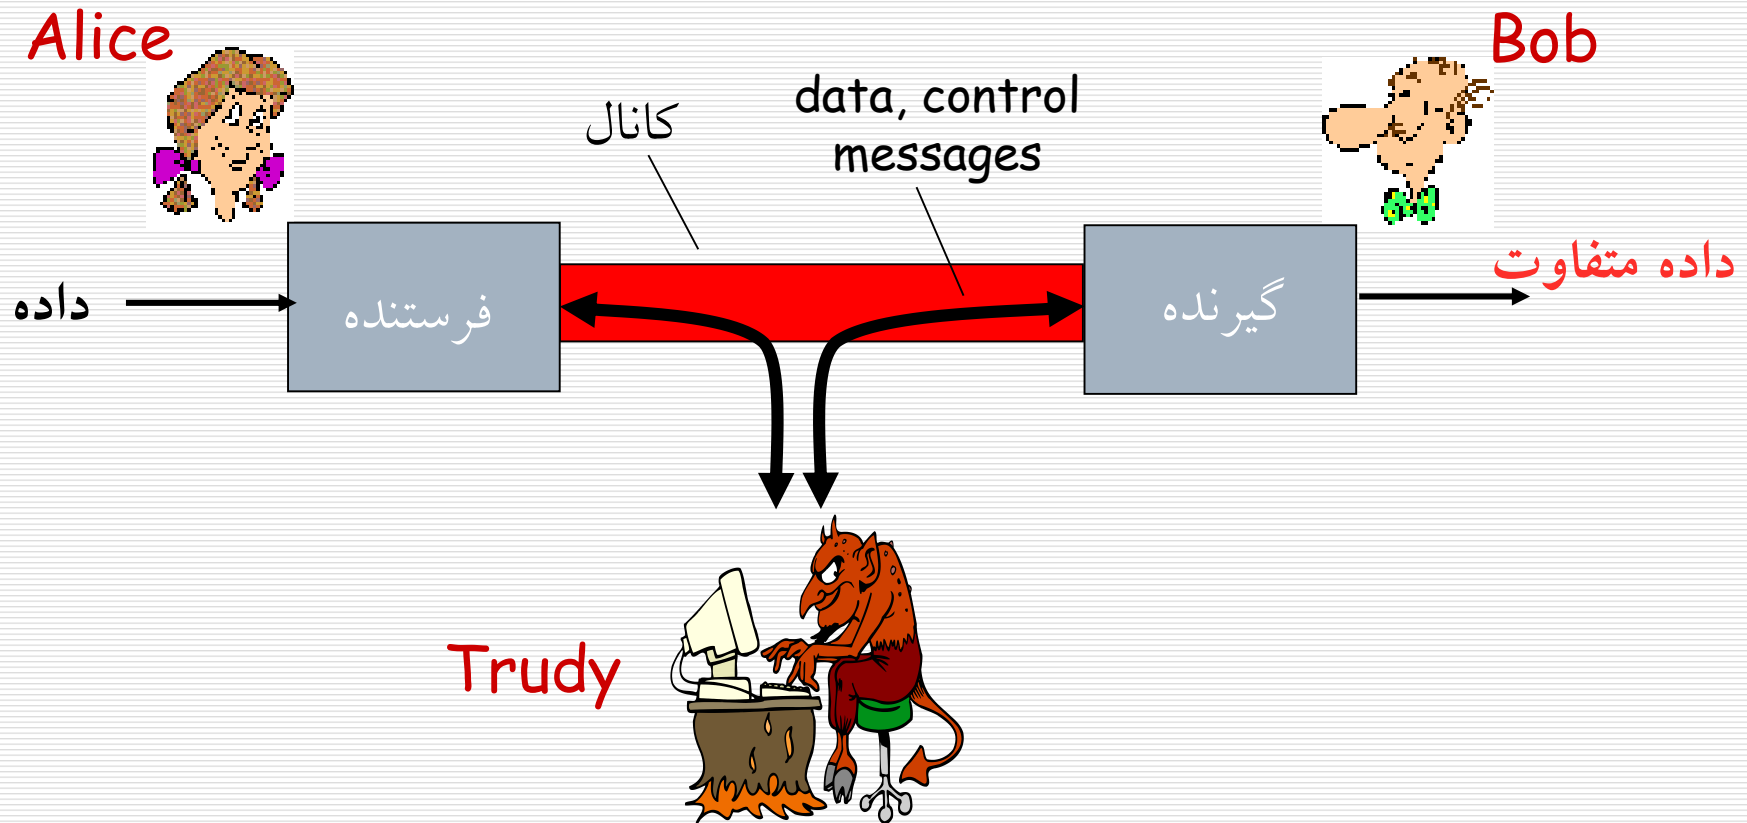 Alice
Bob
کانال
data, control
messages
داده
فرستنده
گیرنده
داده متفاوت
Trudy